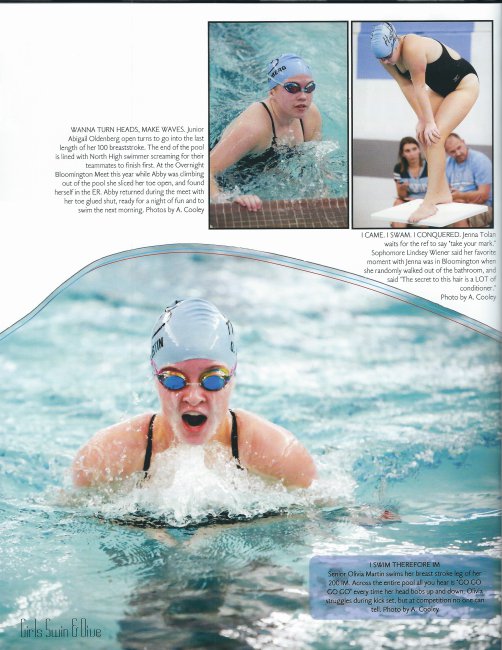 WANNA TURN HEADS, MAKE WAVES. Junior
Abigail Oldenberg open turns to go into the last
length of her 100 breaststroke. The end of the pool
is lined with North High swimmer screaming for their
teammates to finish first. At the Overnight
Bloomington Meet this year while Abby was climbing
out of the pool she sliced her toe open, and found
herself in the ER. Abby returned during the meet with
her toe glued shut, ready for a night of fun and to
swim the next morning. Photos by A. Cooley
BERG
I CAME, I SWAM, I CONQUERED. Jenna Tolan
waits for the ref to say "take your mark."
Sophomore Lindsey Wiener said her favorite
moment with Jenna was in Bloomington when
she randomly walked out of the bathroom, and
said "The secret to this hair is a LOT of
conditioner."
Photo by A. Cooley
TIN
I SWIM THEREFORE IM
Senior Olivia Martin swims her breast stroke leg of her
200 IM. Across the entire pool all you hear is "GO GO
GO GO" every time her head bobs up and down. Olivia
struggles during kick set, but at competition no one can
tell. Photo by A. Cooley
Girls Swim & Dive